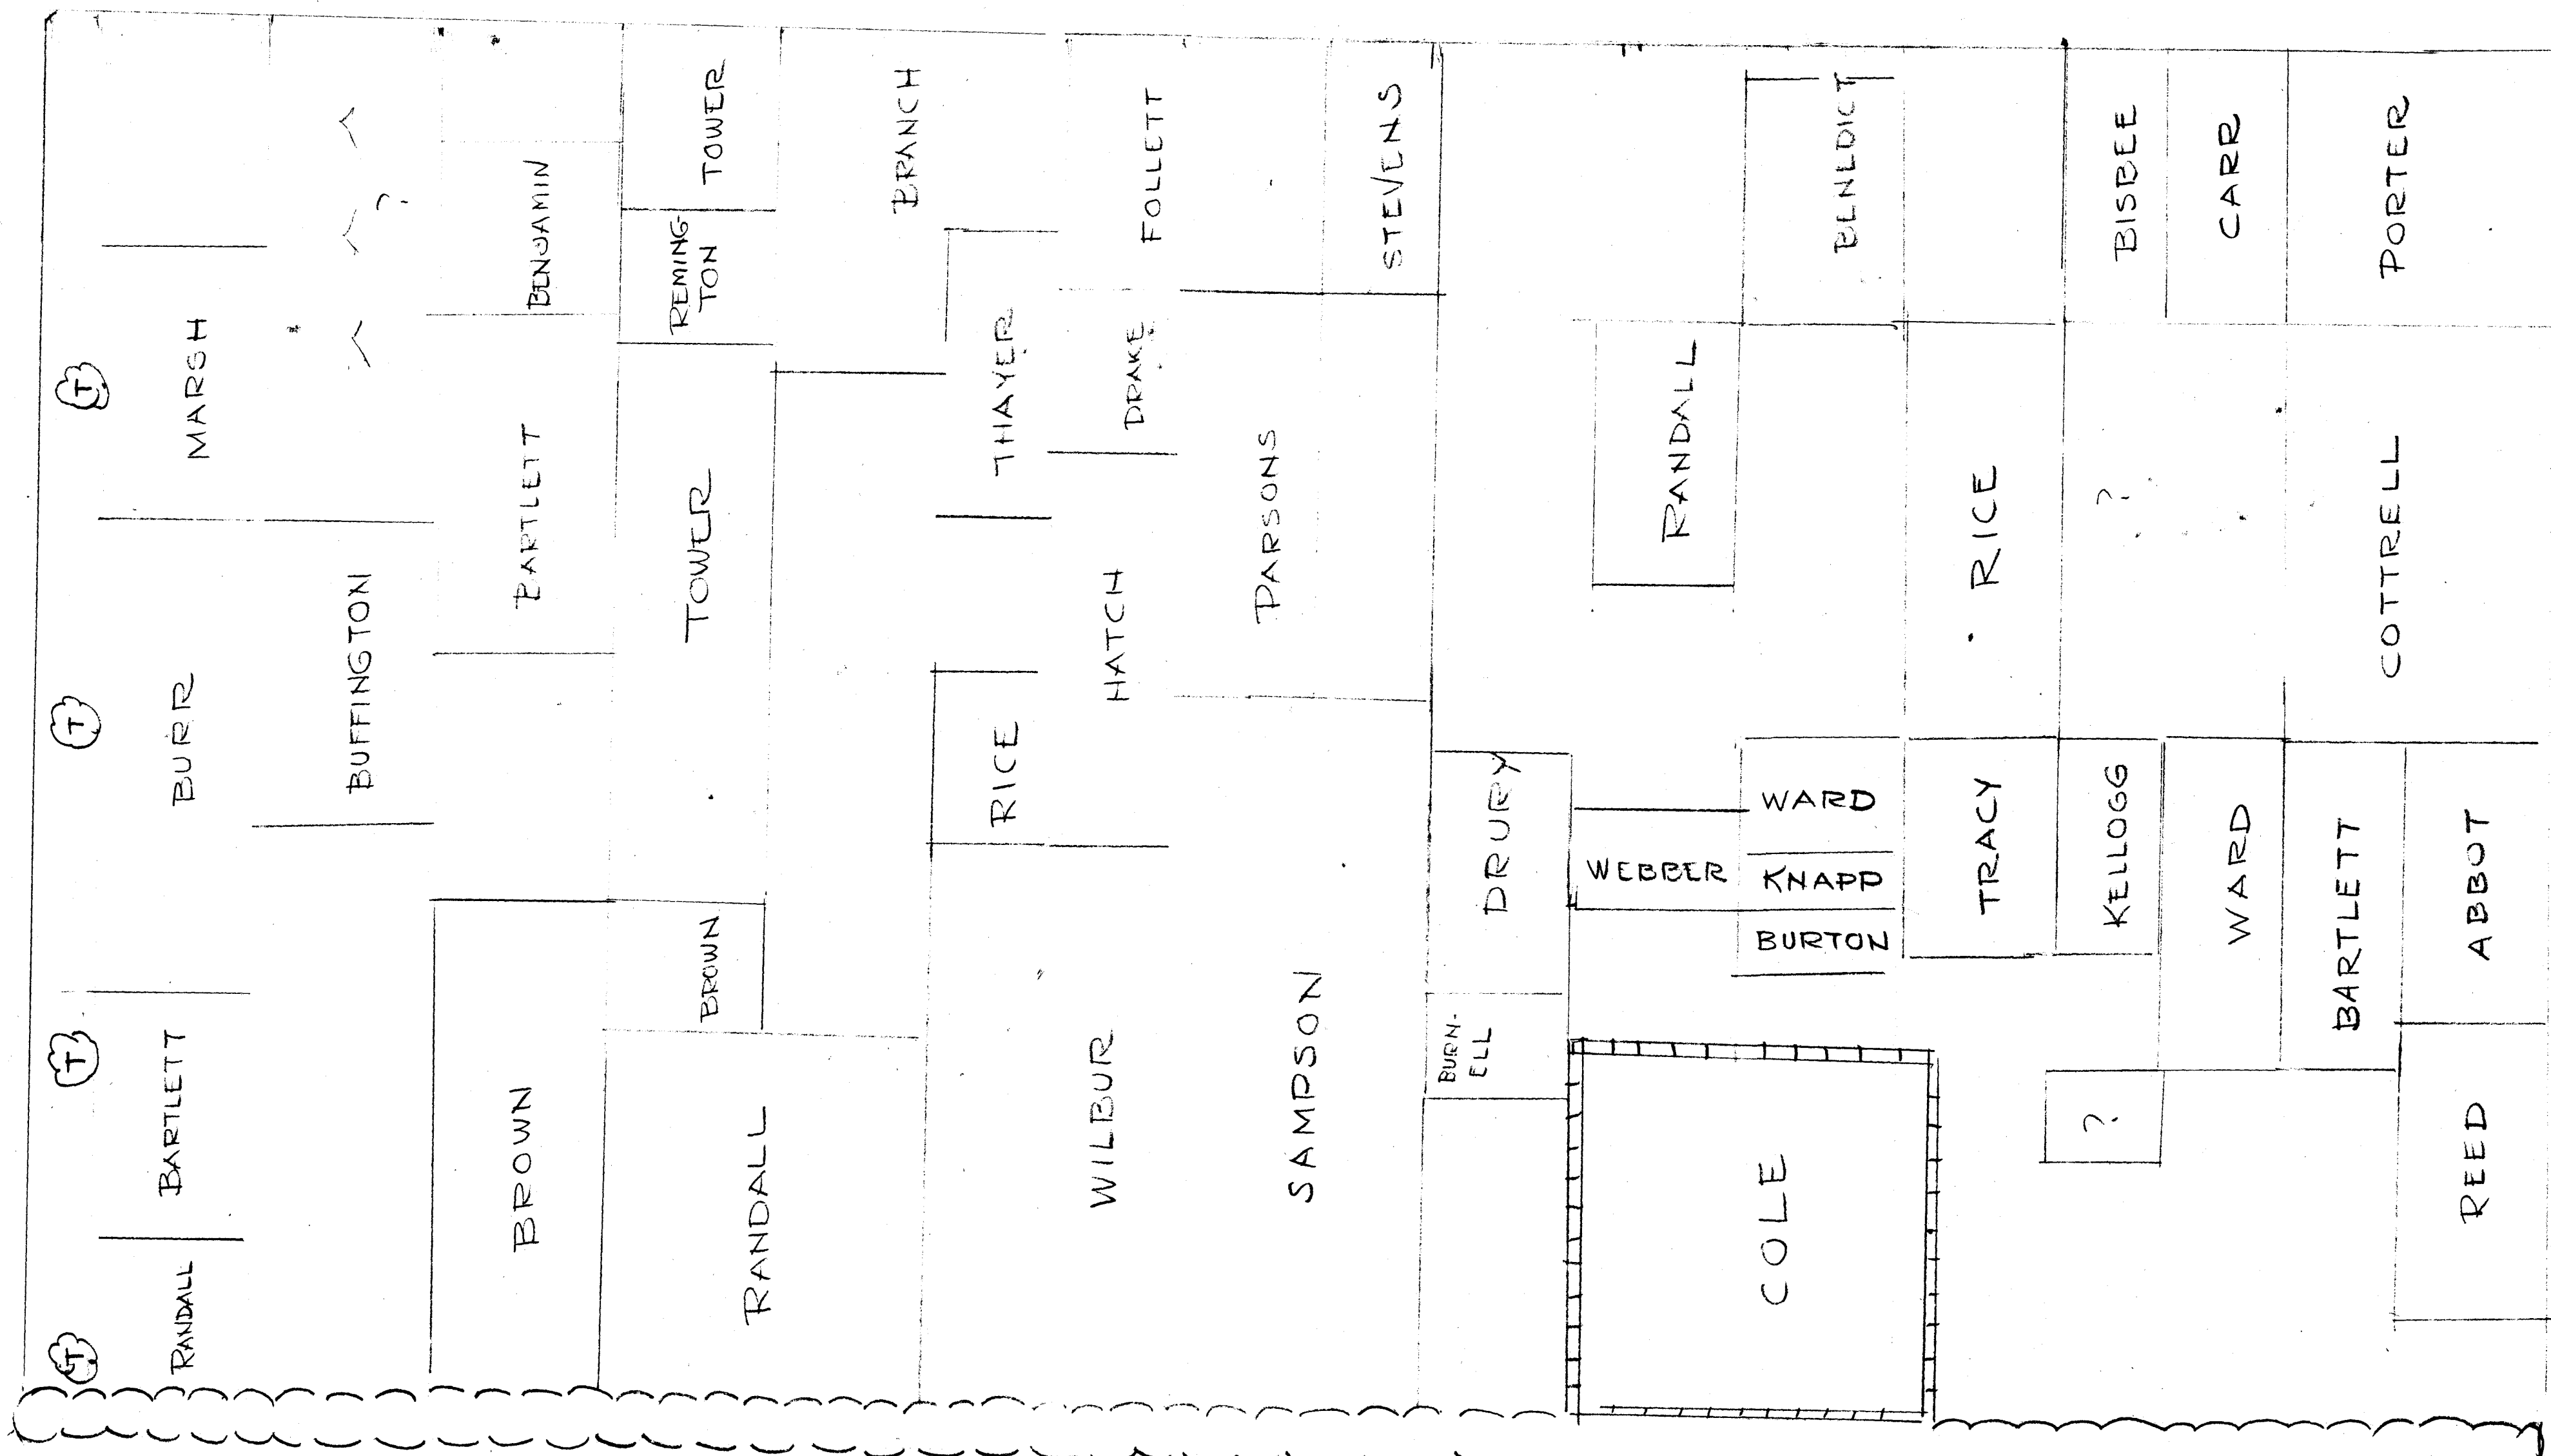 T
MARSH
T
BURR
T
BARTLETT
T
RANDALL
?
BUFFINGTON
BENJAMIN
BARTLETT
BROWN
TOWER
REMING-
TON
TOWER
BROWN
RANDALL
BRANCH
THAYER
RICE
FOLLETT
DRAKE
HATCH
WILBUR
PARSONS
SAMPSON
STEVENS
DRURY
BURN-
ELL
RANDALL
WEBBER
BENEDICT
WARD
KNAPP
BURTON
COLE
RICE
TRACY
BISBEE
?
KELLOGG
?
CARR
WARD
PORTER
COTTRELL
BARTLETT
ABBOT
REED